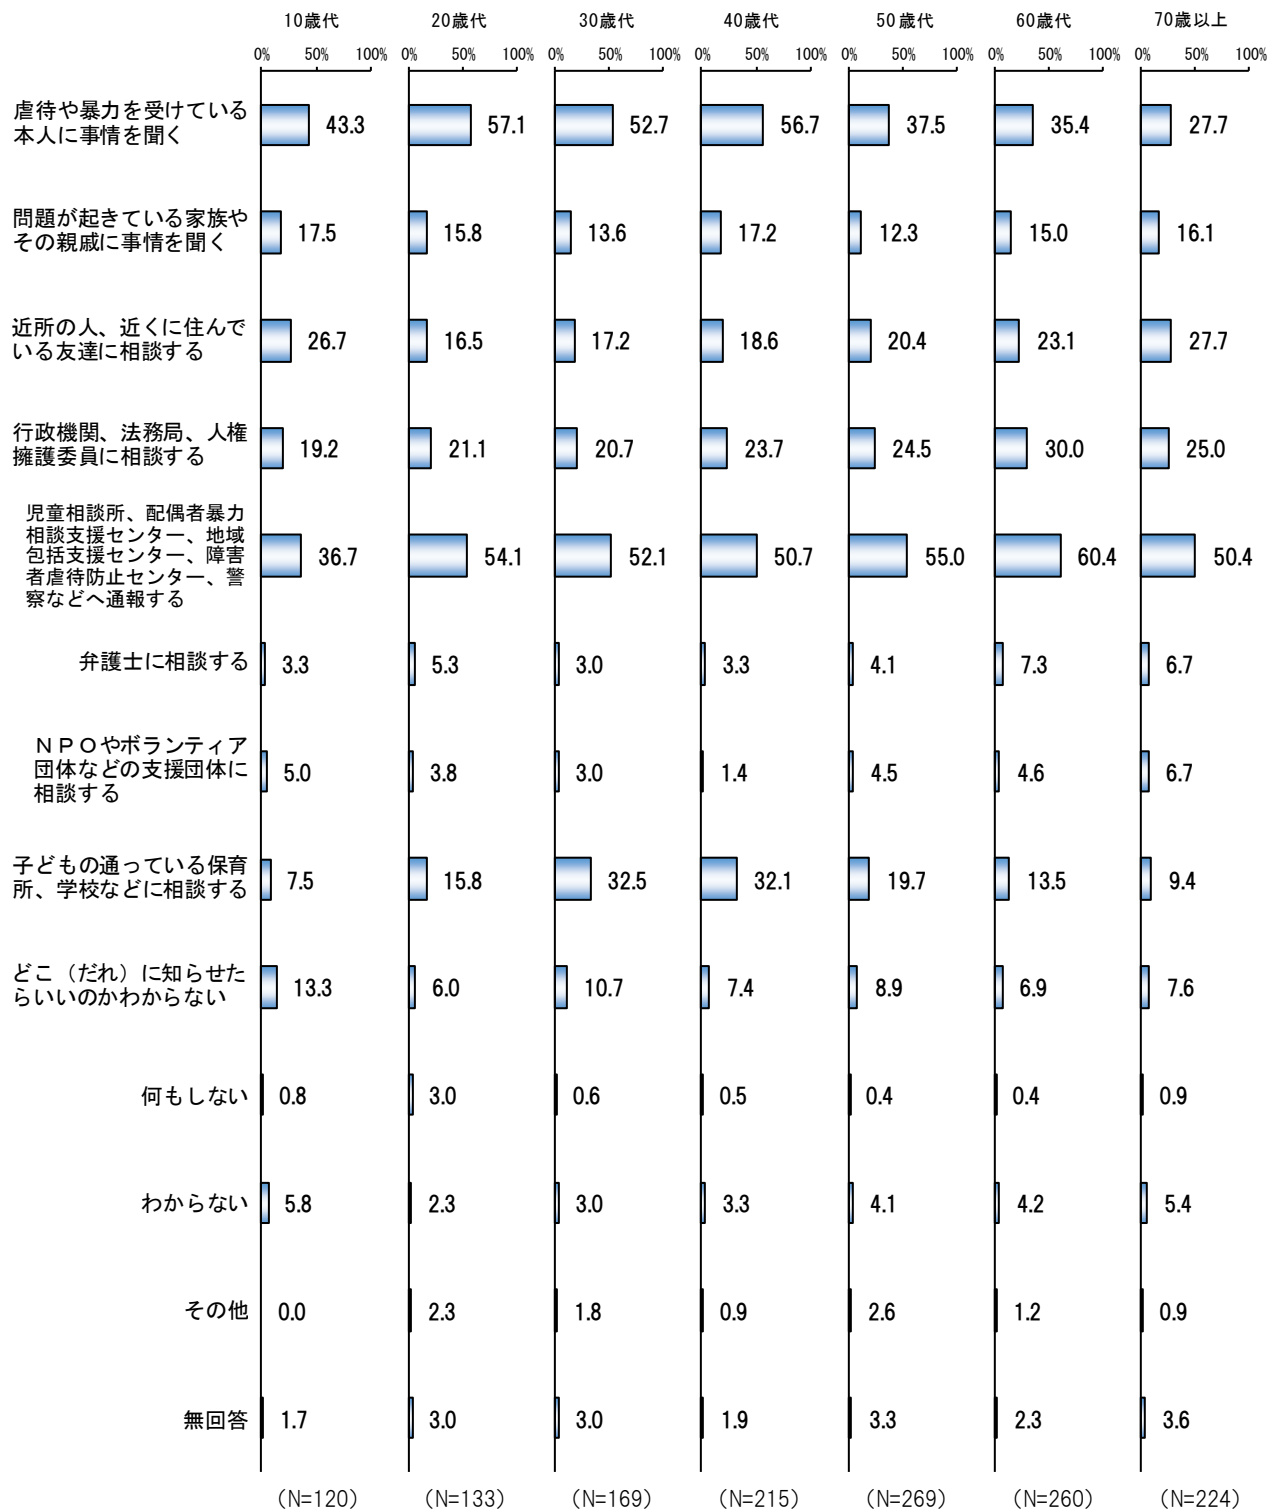 10歳代 20歳代 30歳代 40歳代 50歳代 60歳代 70歳以上
0% 50% 100% 0% 50% 100% 0% 50% 100% 0% 50% 100% 0% 50% 100% 0% 50% 100% 0% 50% 100%
虐待や暴力を受けている
本人に事情を聞く
43.3 57.1 52.7 56.7 37.5 35.4 27.7
問題が起きている家族や
その親戚に事情を聞く
17.5 15.8 13.6 17.2 12.3 15.0 16.1
近所の人、近くに住んで
いる友達に相談する
26.7 16.5 17.2 18.6 20.4 23.1 27.7
行政機関、法務局、人権
擁護委員に相談する
19.2 21.1 20.7 23.7 24.5 30.0 25.0
児童相談所、配偶者暴力
相談支援センター、地域
包括支援センター、障害
者虐待防止センター、警
察などへ通報する
36.7 54.1 52.1 50.7 55.0 60.4 50.4
弁護士に相談する 3.3 5.3 3.0 3.3 4.1 7.3 6.7
ＮＰＯやボランティア
団体などの支援団体に
相談する
5.0 3.8 3.0 1.4 4.5 4.6 6.7
子どもの通っている保育
所、学校などに相談する
7.5 15.8 32.5 32.1 19.7 13.5 9.4
どこ（だれ）に知らせた
らいいのかわからない
13.3 6.0 10.7 7.4 8.9 6.9 7.6
何もしない 0.8 3.0 0.6 0.5 0.4 0.4 0.9
わからない 5.8 2.3 3.0 3.3 4.1 4.2 5.4
その他 0.0 2.3 1.8 0.9 2.6 1.2 0.9
無回答 1.7 3.0 3.0 1.9 3.3 2.3 3.6
（N=120） （N=133） （N=169） （N=215） （N=269） （N=260） （N=224）